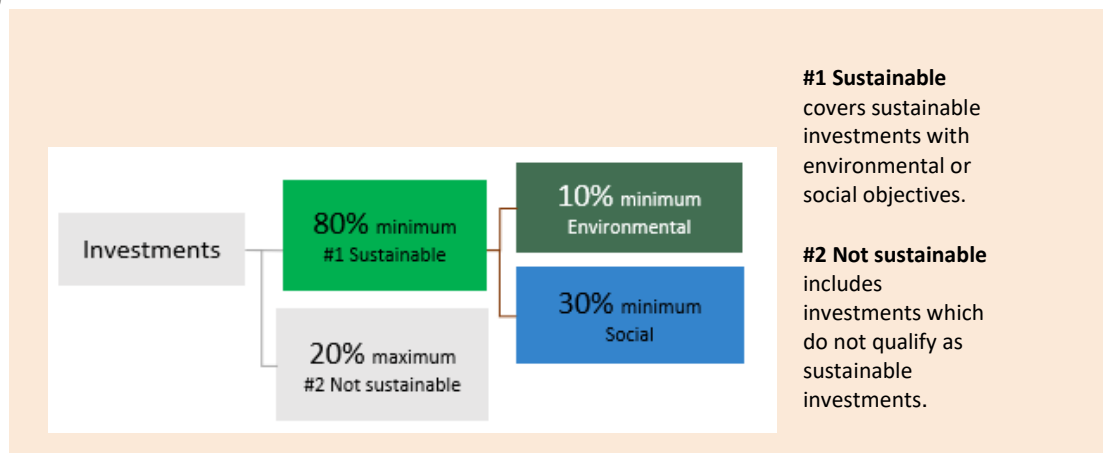 Investments
80% minimum
#1 Sustainable
20% maximum
#2 Not sustainable
10% minimum
Environmental
30% minimum
Social
#1 Sustainable
covers sustainable
investments with
environmental or
social objectives.
#2 Not sustainable
includes
investments which
do not qualify as
sustainable
investments.